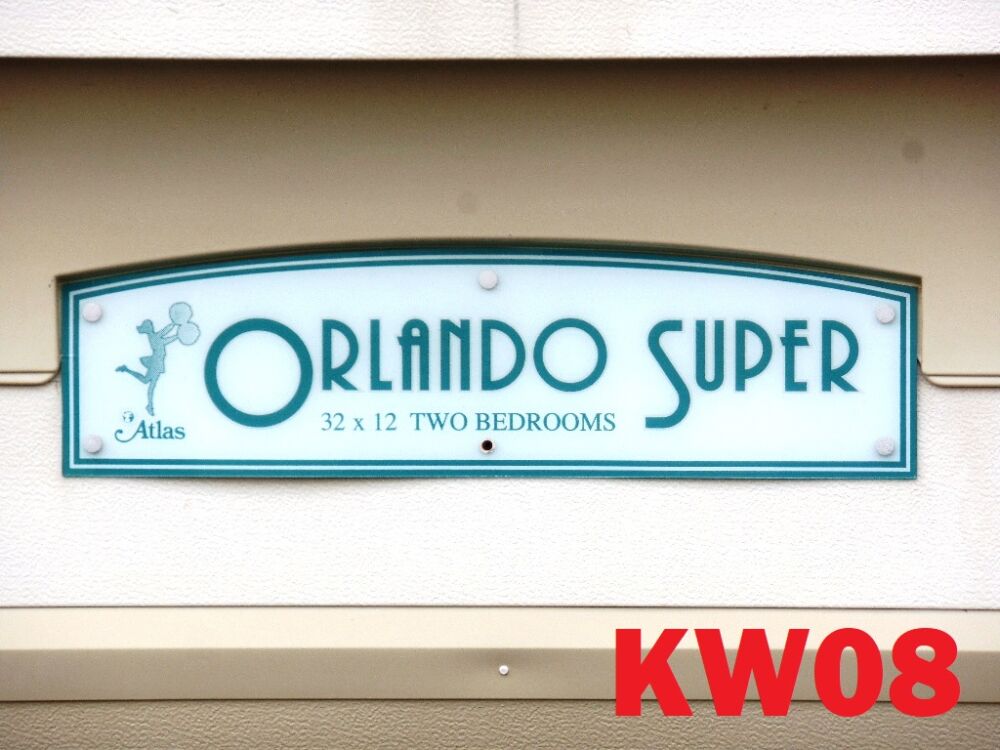 ORLANDO SUPER
32 x 12 TWO BEDROOMS
Atlas
KW08